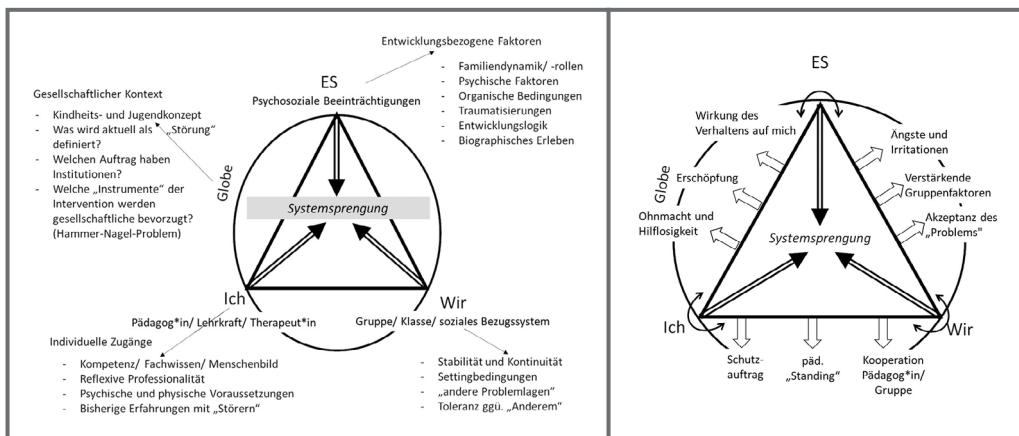 Entwicklungsbezogene Faktoren
- Familiendynamik/ -rollen
- Psychische Faktoren
- Organische Bedingungen
- Traumatisierungen
- Entwicklungslogik
- Biographisches Erleben
ES
Psychosoziale Beeinträchtigungen
Gesellschaftlicher Kontext
- Kindheits- und Jugendkonzept
- Was wird aktuell als „Störung"
definiert?
- Welchen Auftrag haben
Institutionen?
- Welche „Instrumente" der
Intervention werden
gesellschaftliche bevorzugt?
(Hammer-Nagel-Problem)
Globe
Systemsprengung
Ich
Pädagog*in/ Lehrkraft/ Therapeut*in
Individuelle Zugänge
- Kompetenz/ Fachwissen/ Menschenbild
- Reflexive Professionalität
- Psychische und physische Voraussetzungen
- Bisherige Erfahrungen mit „Störern"
Wir
Gruppe/ Klasse/ soziales Bezugssystem
- Stabilität und Kontinuität
- Settingbedingungen
- „andere Problemlagen"
- Toleranz ggü. „Anderem"
ES
Wirkung des
Verhaltens auf mich
Globe
Erschöpfung
Ohnmacht und
Hilflosigkeit
Ängste und
Irritationen
Verstärkende
Gruppenfaktoren
Akzeptanz des
„Problems"
Systemsprengung
Ich
Wir
Schutz-
auftrag
päd.
„Standing"
Kooperation
Pädagog*in/
Gruppe